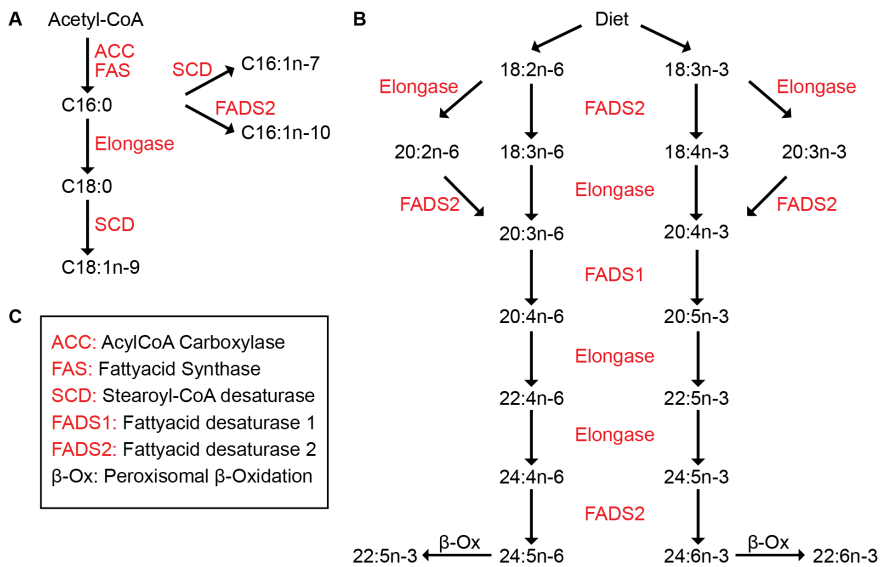 A
Acetyl-CoA
ACC
FAS
C16:0
SCD
C16:1n-7
FADS2
C16:1n-10
Elongase
C18:0
SCD
C18:1n-9
B
Diet
18:2n-6
18:3n-3
Elongase
FADS2
Elongase
20:2n-6
18:3n-6
18:4n-3
20:3n-3
FADS2
Elongase
FADS2
20:3n-6
20:4n-3
FADS1
20:4n-6
20:5n-3
Elongase
22:4n-6
22:5n-3
Elongase
24:4n-6
24:5n-3
FADS2
β-Ox
β-Ox
22:5n-3
24:5n-6
24:6n-3
22:6n-3
C
ACC: AcylCoA Carboxylase
FAS: Fattyacid Synthase
SCD: Stearoyl-CoA desaturase
FADS1: Fattyacid desaturase 1
FADS2: Fattyacid desaturase 2
β-Ox: Peroxisomal β-Oxidation